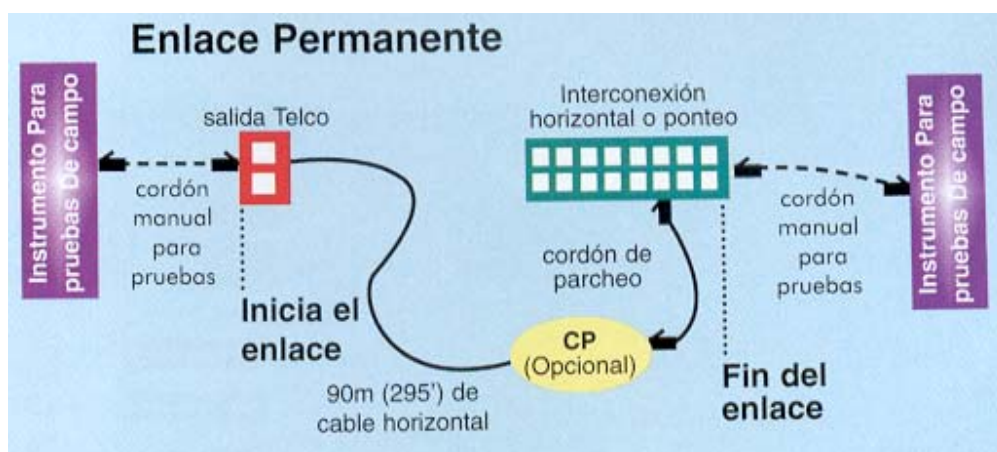 Enlace Permanente
Instrumento Para
pruebas De campo
salida Telco
cordón
manual
para
pruebas
Inicia el
enlace
90m (295') de
cable horizontal
CP
(Opcional)
cordón de
parcheo
Interconexión
horizontal o ponteo
cordón
manual
para
pruebas
Fin del
enlace
Instrumento Para
pruebas De campo